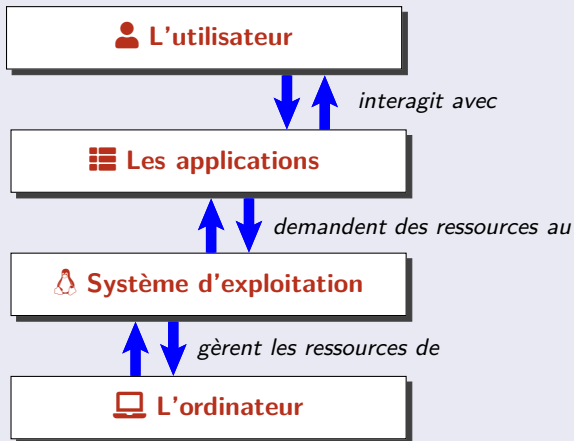 L'utilisateur
interagit avec
Les applications
demandent des ressources au
Système d'exploitation
gèrent les ressources de
L'ordinateur